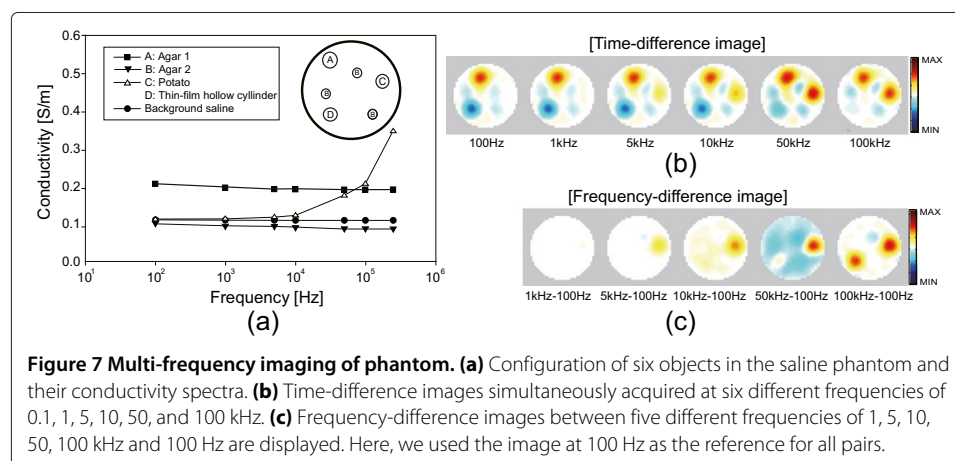 0.6
0.5
0.4
0.3
0.2
0.1
0.0
Conductivity [S/m]
A: Agar 1
B: Agar 2
C: Potato
D: Thin-film hollow cyllinder
Background saline
A
B
C
B
D
B
10¹ 10² 10³ 10⁴ 10⁵ 10⁶
Frequency [Hz]
(a)
[Time-difference image]
MAX
MIN
100Hz 1kHz 5kHz 10kHz 50kHz 100kHz
(b)
[Frequency-difference image]
MAX
MIN
1kHz-100Hz 5kHz-100Hz 10kHz-100Hz 50kHz-100Hz 100kHz-100Hz
(c)
Figure 7 Multi-frequency imaging of phantom. (a) Configuration of six objects in the saline phantom and
their conductivity spectra. (b) Time-difference images simultaneously acquired at six different frequencies of
0.1, 1, 5, 10, 50, and 100 kHz. (c) Frequency-difference images between five different frequencies of 1, 5, 10,
50, 100 kHz and 100 Hz are displayed. Here, we used the image at 100 Hz as the reference for all pairs.